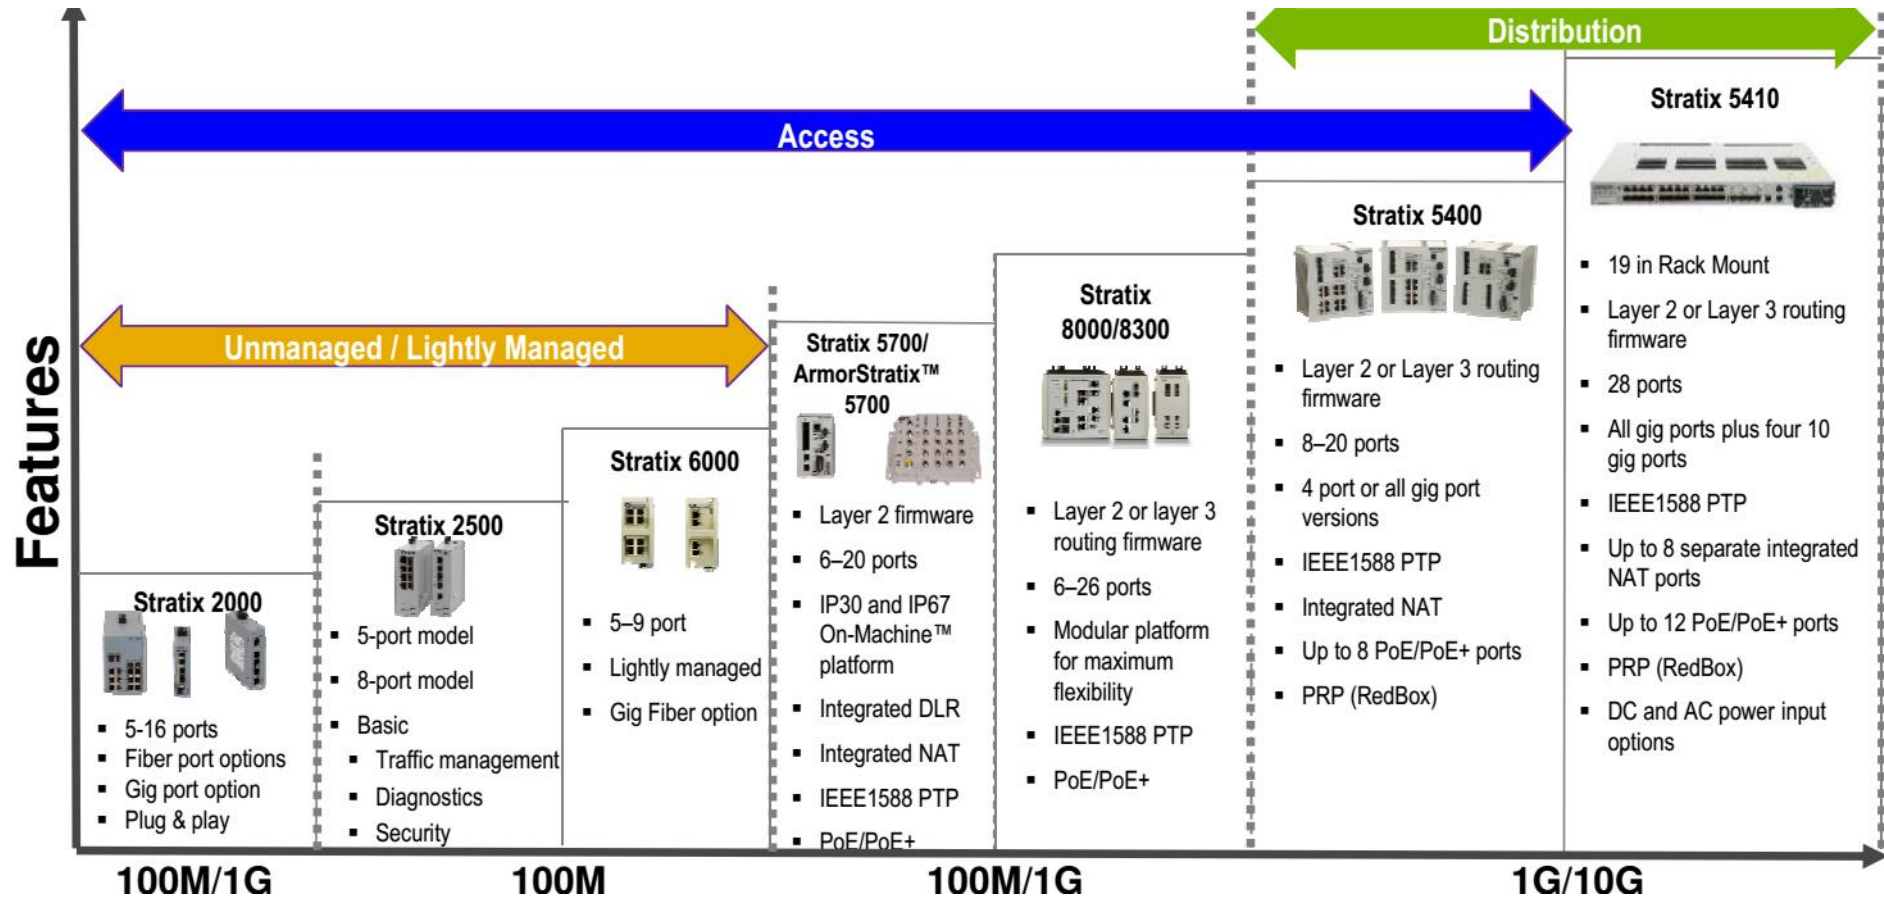 Distribution
Access
Unmanaged / Lightly Managed
Features
Stratix 2000
▪ 5-16 ports
▪ Fiber port options
▪ Gig port option
▪ Plug & play
Stratix 2500
▪ 5-port model
▪ 8-port model
▪ Basic
▪ Traffic management
▪ Diagnostics
▪ Security
Stratix 6000
▪ 5–9 port
▪ Lightly managed
▪ Gig Fiber option
Stratix 5700/
ArmorStratix™
5700
▪ Layer 2 firmware
▪ 6–20 ports
▪ IP30 and IP67
On-Machine™
platform
▪ Integrated DLR
▪ Integrated NAT
▪ IEEE1588 PTP
▪ PoE/PoE+
Stratix
8000/8300
▪ Layer 2 or layer 3
routing firmware
▪ 6–26 ports
▪ Modular platform
for maximum
flexibility
▪ IEEE1588 PTP
▪ PoE/PoE+
Stratix 5400
▪ Layer 2 or Layer 3 routing
firmware
▪ 8–20 ports
▪ 4 port or all gig port
versions
▪ IEEE1588 PTP
▪ Integrated NAT
▪ Up to 8 PoE/PoE+ ports
▪ PRP (RedBox)
Stratix 5410
▪ 19 in Rack Mount
▪ Layer 2 or Layer 3 routing
firmware
▪ 28 ports
▪ All gig ports plus four 10
gig ports
▪ IEEE1588 PTP
▪ Up to 8 separate integrated
NAT ports
▪ Up to 12 PoE/PoE+ ports
▪ PRP (RedBox)
▪ DC and AC power input
options
100M/1G
100M
100M/1G
1G/10G